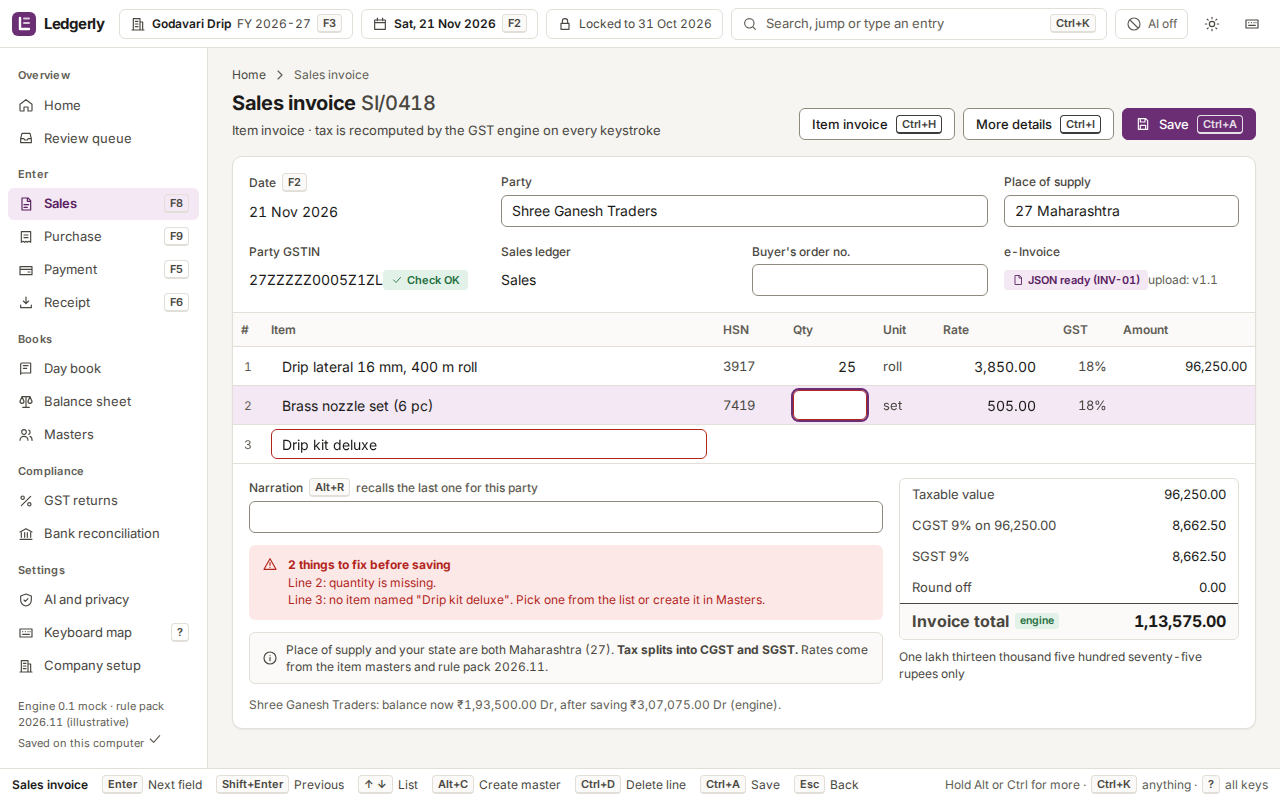 Ledgerly
Godavari Drip FY 2026-27 F3
Sat, 21 Nov 2026 F2
Locked to 31 Oct 2026
Search, jump or type an entry Ctrl+K
AI off
Overview
Home
Review queue
Enter
Sales F8
Purchase F9
Payment F5
Receipt F6
Books
Day book
Balance sheet
Masters
Compliance
GST returns
Bank reconciliation
Settings
AI and privacy
Keyboard map ?
Company setup
Engine 0.1 mock · rule pack
2026.11 (illustrative)
Saved on this computer
Home > Sales invoice
Sales invoice SI/0418
Item invoice · tax is recomputed by the GST engine on every keystroke
Item invoice Ctrl+H
More details Ctrl+I
Save Ctrl+A
Date F2
21 Nov 2026
Party
Shree Ganesh Traders
Place of supply
27 Maharashtra
Party GSTIN
27ZZZZZ0005Z1ZL Check OK
Sales ledger
Sales
Buyer's order no.
e-Invoice
JSON ready (INV-01) upload: v1.1
# Item HSN Qty Unit Rate GST Amount
1 Drip lateral 16 mm, 400 m roll 3917 25 roll 3,850.00 18% 96,250.00
2 Brass nozzle set (6 pc) 7419 set 505.00 18%
3 Drip kit deluxe
Narration Alt+R recalls the last one for this party
2 things to fix before saving
Line 2: quantity is missing.
Line 3: no item named "Drip kit deluxe". Pick one from the list or create it in Masters.
Place of supply and your state are both Maharashtra (27). Tax splits into CGST and SGST. Rates come
from the item masters and rule pack 2026.11.
Shree Ganesh Traders: balance now ₹1,93,500.00 Dr, after saving ₹3,07,075.00 Dr (engine).
Taxable value 96,250.00
CGST 9% on 96,250.00 8,662.50
SGST 9% 8,662.50
Round off 0.00
Invoice total engine 1,13,575.00
One lakh thirteen thousand five hundred seventy-five
rupees only
Sales invoice Enter Next field Shift+Enter Previous ↑ ↓ List Alt+C Create master Ctrl+D Delete line Ctrl+A Save Esc Back Hold Alt or Ctrl for more · Ctrl+K anything · ? all keys